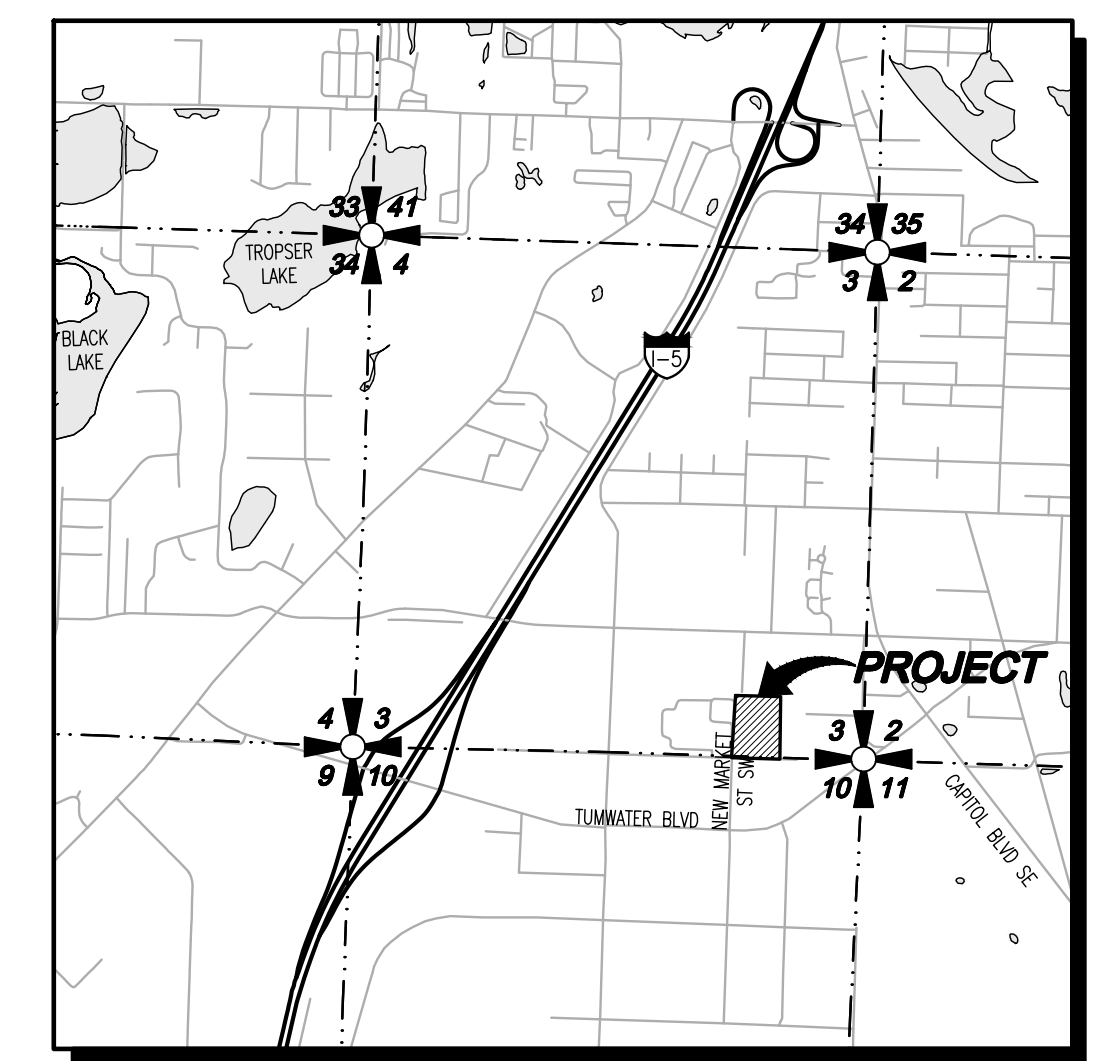 33 41
34 4
TROPSER
LAKE
34 35
3 2
BLACK
LAKE
I-5
PROJECT
4 3
9 10
3 2
10 11
NEW MARKET
ST SW
TUMWATER BLVD
CAPITOL BLVD SE